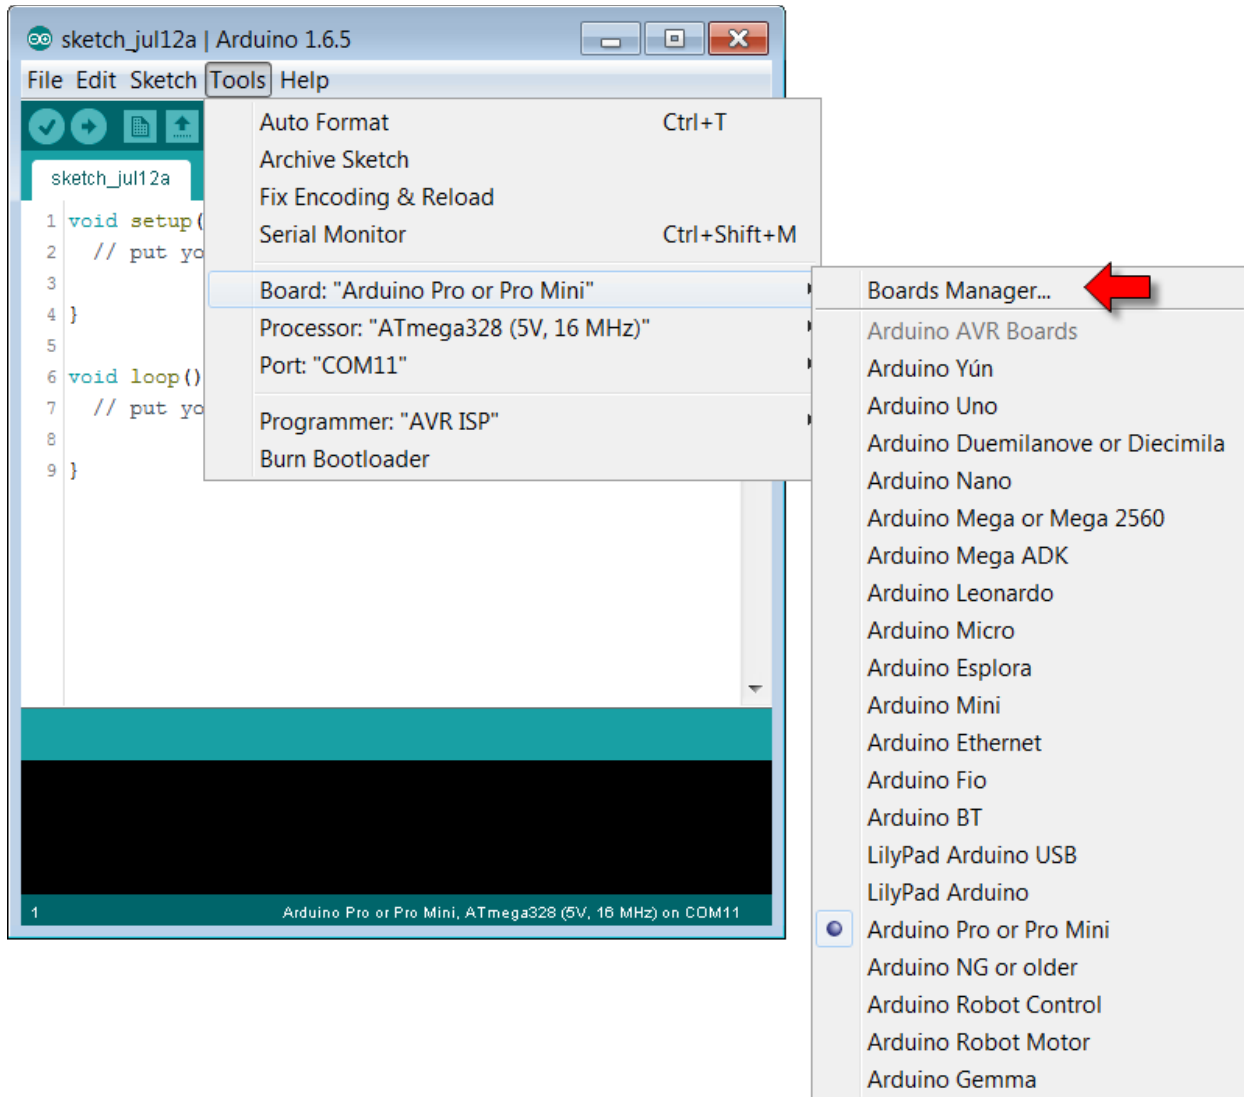 sketch_jul12a | Arduino 1.6.5
File Edit Sketch Tools Help
sketch_jul12a
1 void setup(
2 // put yo
3
4 }
5
6 void loop()
7 // put yo
8
9 }
Auto Format Ctrl+T
Archive Sketch
Fix Encoding & Reload
Serial Monitor Ctrl+Shift+M
Board: "Arduino Pro or Pro Mini"
Processor: "ATmega328 (5V, 16 MHz)"
Port: "COM11"
Programmer: "AVR ISP"
Burn Bootloader
Boards Manager...
Arduino AVR Boards
Arduino Yún
Arduino Uno
Arduino Duemilanove or Diecimila
Arduino Nano
Arduino Mega or Mega 2560
Arduino Mega ADK
Arduino Leonardo
Arduino Micro
Arduino Esplora
Arduino Mini
Arduino Ethernet
Arduino Fio
Arduino BT
LilyPad Arduino USB
LilyPad Arduino
Arduino Pro or Pro Mini
Arduino NG or older
Arduino Robot Control
Arduino Robot Motor
Arduino Gemma
1 Arduino Pro or Pro Mini, ATmega328 (5V, 16 MHz) on COM11